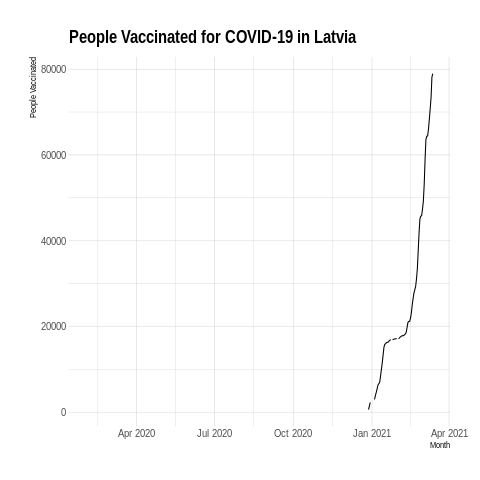 People Vaccinated for COVID-19 in Latvia
People Vaccinated
80000
60000
40000
20000
0
Apr 2020 Jul 2020 Oct 2020 Jan 2021 Apr 2021
Month